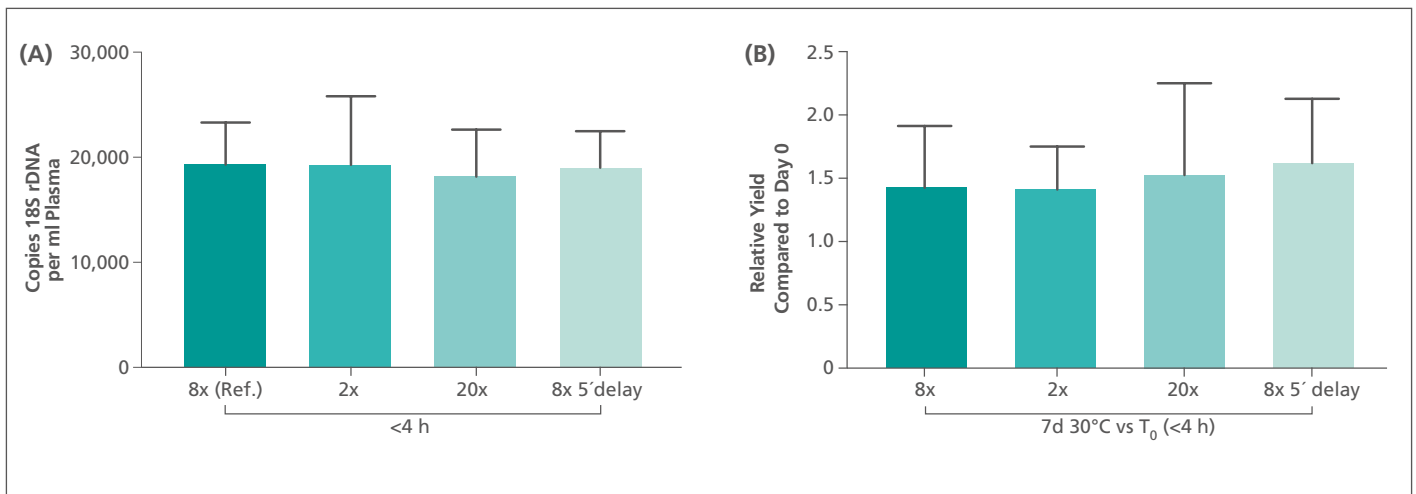 (A)
Copies 18S rDNA
per ml Plasma
30,000
20,000
10,000
0
8x (Ref.)
2x
20x
8x 5´delay
<4 h
(B)
Relative Yield
Compared to Day 0
2.5
2.0
1.5
1.0
0.5
0
8x
2x
20x
8x 5´ delay
7d 30°C vs T₀ (<4 h)